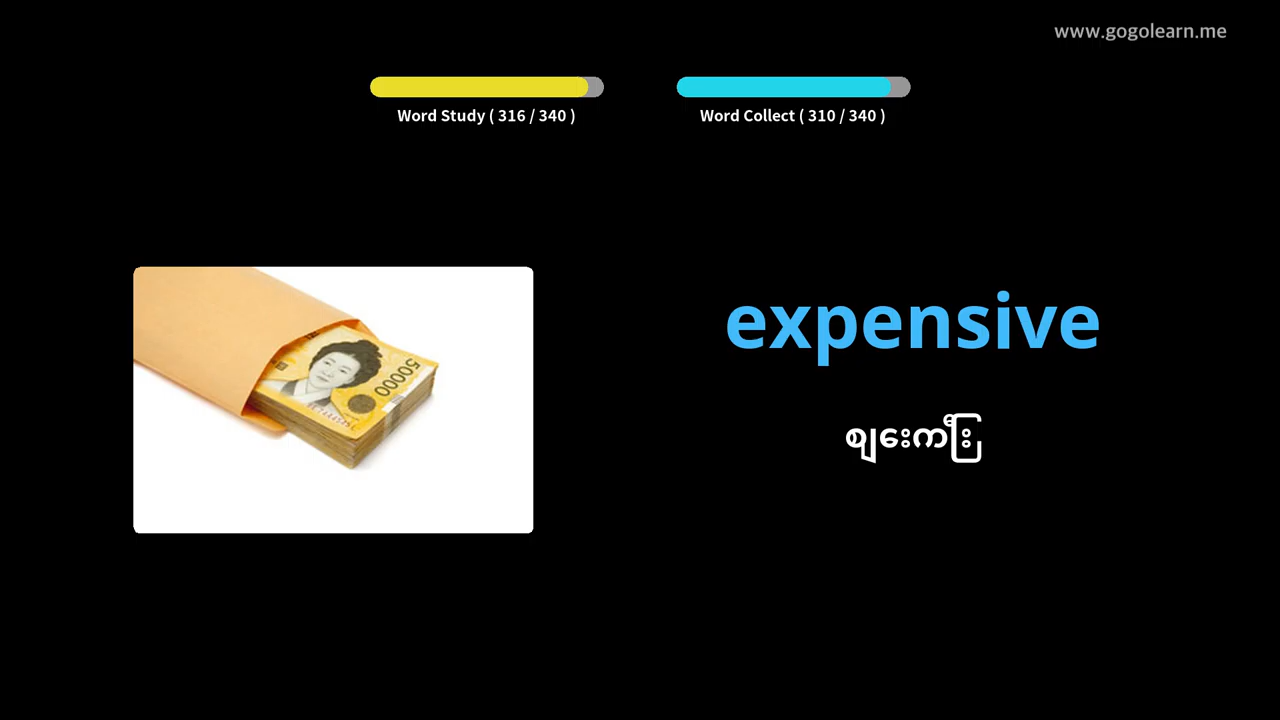 www.gogolearn.me
Word Study ( 316 / 340 )
Word Collect ( 310 / 340 )
50000
expensive
စျေးကြီး